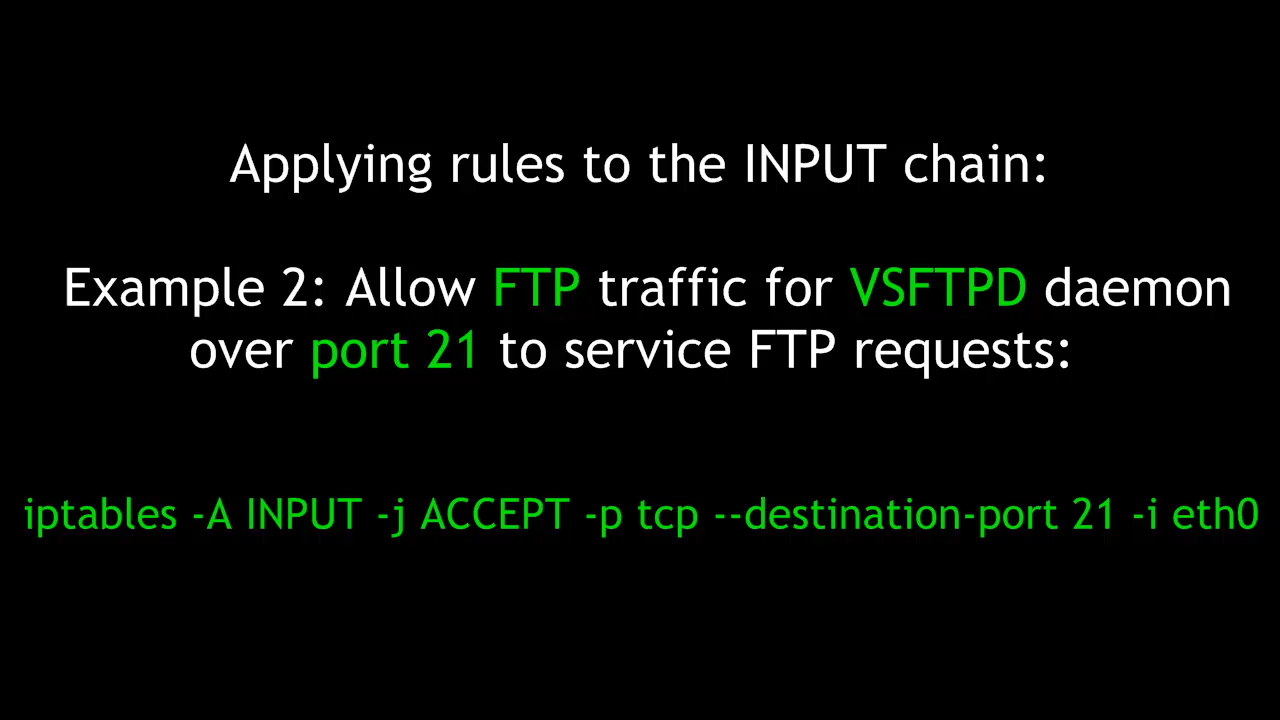 Applying rules to the INPUT chain:
Example 2: Allow FTP traffic for VSFTPD daemon
over port 21 to service FTP requests:
iptables -A INPUT -j ACCEPT -p tcp --destination-port 21 -i eth0